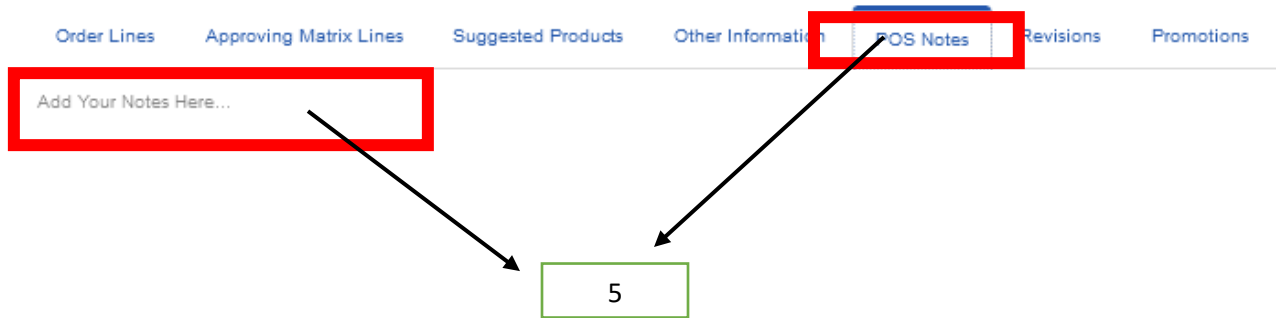 Order Lines Approving Matrix Lines Suggested Products Other Information POS Notes Revisions Promotions
Add Your Notes Here...
5